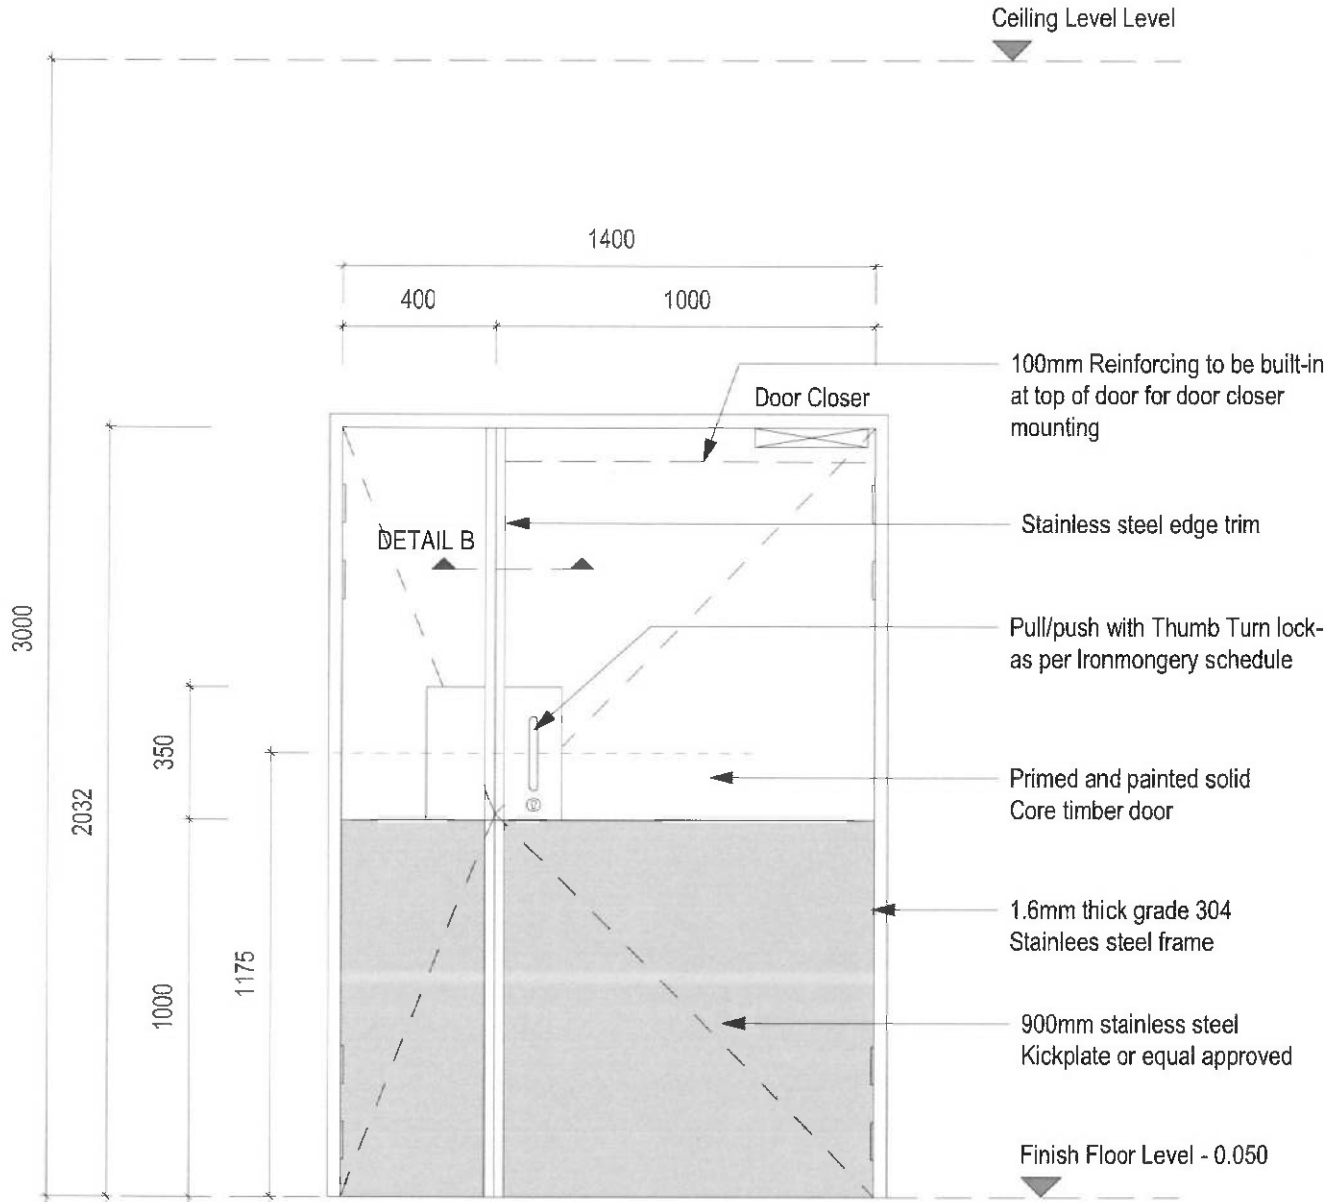 Ceiling Level Level
1400
400
1000
100mm Reinforcing to be built-in
at top of door for door closer
mounting
Door Closer
Stainless steel edge trim
DETAIL B
3000
Pull/push with Thumb Turn lock-
as per Ironmongery schedule
350
2032
Primed and painted solid
Core timber door
1.6mm thick grade 304
Stainlees steel frame
1175
1000
900mm stainless steel
Kickplate or equal approved
Finish Floor Level - 0.050